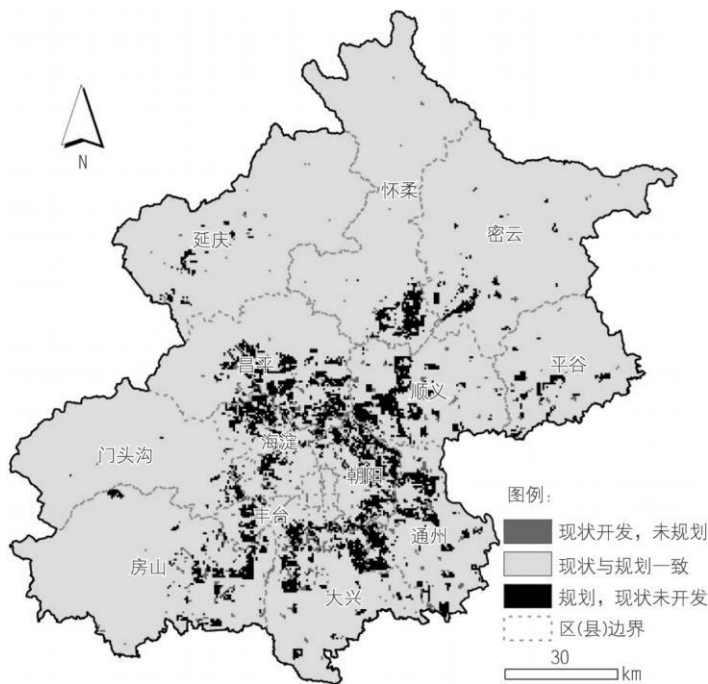 N
怀柔
延庆
密云
昌平
平谷
顺义
海淀
门头沟
朝阳
丰台
通州
房山
大兴
图例：
现状开发，未规划
现状与规划一致
规划，现状未开发
区(县)边界
30
km